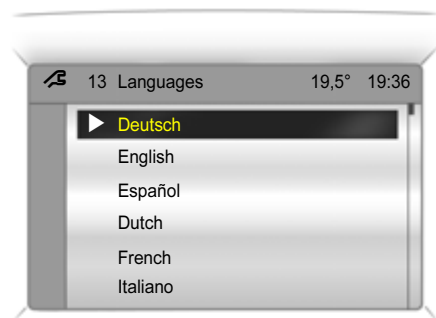 13 Languages 19,5° 19:36
Deutsch
English
Español
Dutch
French
Italiano